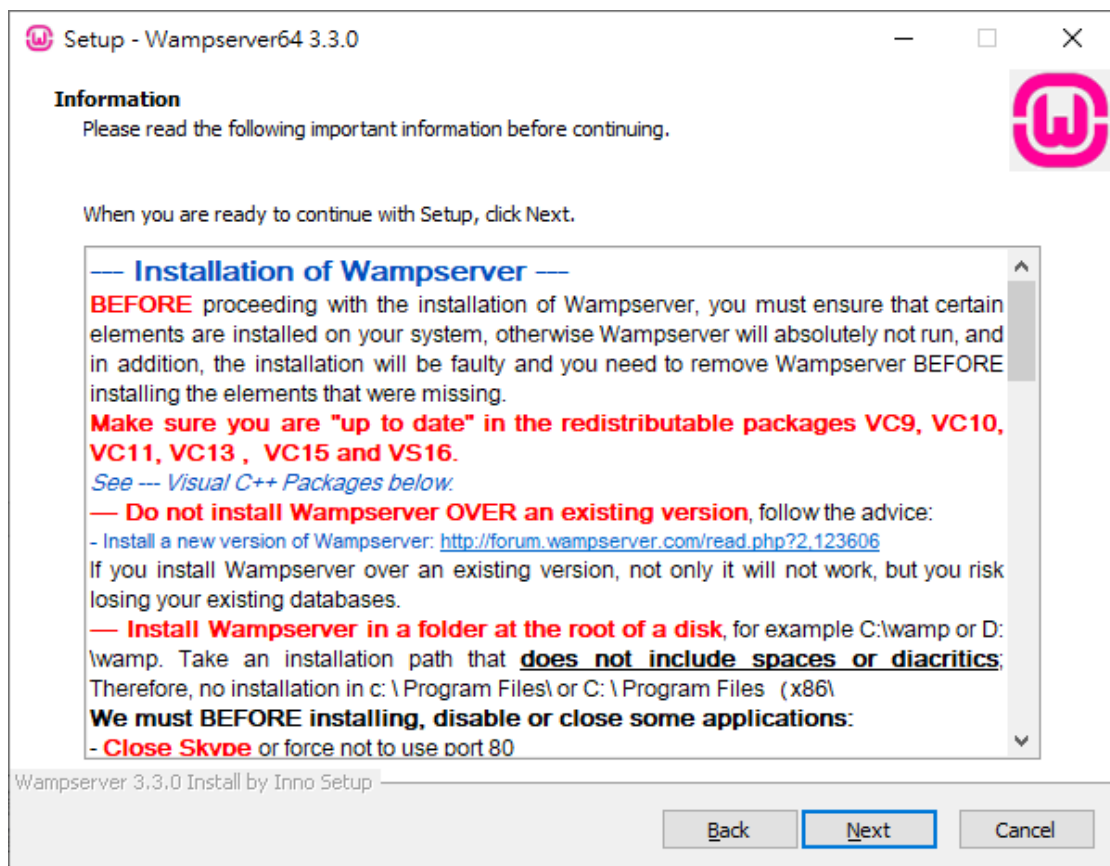 Setup - Wampserver64 3.3.0
Information
Please read the following important information before continuing.
When you are ready to continue with Setup, click Next.
--- Installation of Wampserver ---
BEFORE proceeding with the installation of Wampserver, you must ensure that certain
elements are installed on your system, otherwise Wampserver will absolutely not run, and
in addition, the installation will be faulty and you need to remove Wampserver BEFORE
installing the elements that were missing.
Make sure you are "up to date" in the redistributable packages VC9, VC10,
VC11, VC13 , VC15 and VS16.
See --- Visual C++ Packages below.
— Do not install Wampserver OVER an existing version, follow the advice:
- Install a new version of Wampserver: http://forum.wampserver.com/read.php?2,123606
If you install Wampserver over an existing version, not only it will not work, but you risk
losing your existing databases.
— Install Wampserver in a folder at the root of a disk, for example C:\wamp or D:
\wamp. Take an installation path that does not include spaces or diacritics;
Therefore, no installation in c: \ Program Files\ or C: \ Program Files （x86\
We must BEFORE installing, disable or close some applications:
- Close Skype or force not to use port 80
Wampserver 3.3.0 Install by Inno Setup
Back
Next
Cancel